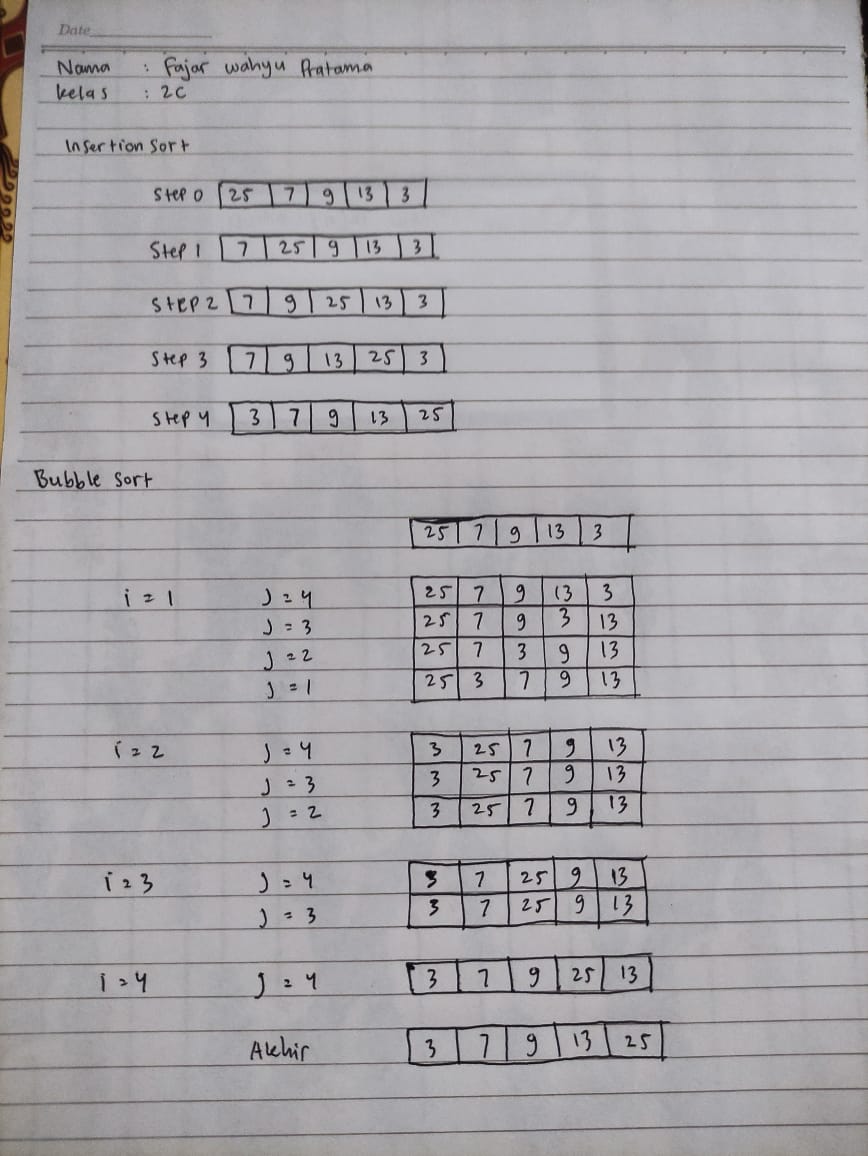 Date
Nama : Fajar wahyu Pratama
kelas : 2C
Insertion Sort
Step 0 25 7 9 13 3
Step 1 7 25 9 13 3
Step 2 7 9 25 13 3
Step 3 7 9 13 25 3
Step 4 3 7 9 13 25
Bubble Sort
25 7 9 13 3
i = 1 J = 4 25 7 9 13 3
J = 3 25 7 9 3 13
J = 2 25 7 3 9 13
J = 1 25 3 7 9 13
i = 2 J = 4 3 25 7 9 13
J = 3 3 25 7 9 13
J = 2 3 25 7 9 13
i = 3 J = 4 3 7 25 9 13
J = 3 3 7 25 9 13
i = 4 J = 4 3 7 9 25 13
Akhir 3 7 9 13 25